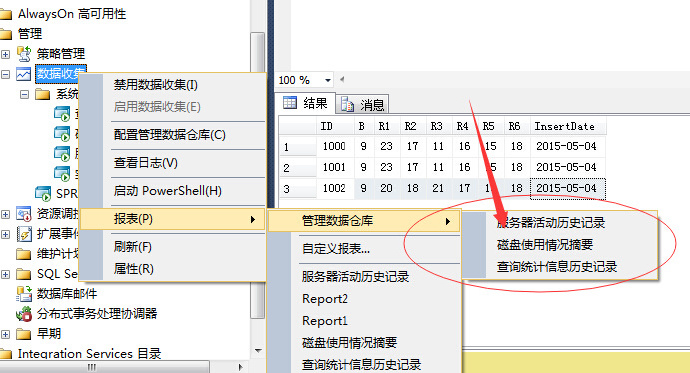 AlwaysOn 高可用性
管理
策略管理
数据收集
系统
SPR
资源调
扩展事件
维护计划
SQL Se
数据库邮件
分布式事务处理协调器
早期
Integration Services 目录
禁用数据收集(I)
启用数据收集(E)
配置管理数据仓库(C)
查看日志(V)
启动 PowerShell(H)
报表(P)
刷新(F)
属性(R)
管理数据仓库
自定义报表...
服务器活动历史记录
Report2
Report1
磁盘使用情况摘要
查询统计信息历史记录
服务器活动历史记录
磁盘使用情况摘要
查询统计信息历史记录
100 %
结果 消息
ID B R1 R2 R3 R4 R5 R6 InsertDate
1 1000 9 23 17 11 16 15 18 2015-05-04
2 1001 9 23 17 11 16 15 18 2015-05-04
3 1002 9 20 18 21 17 18 2015-05-04